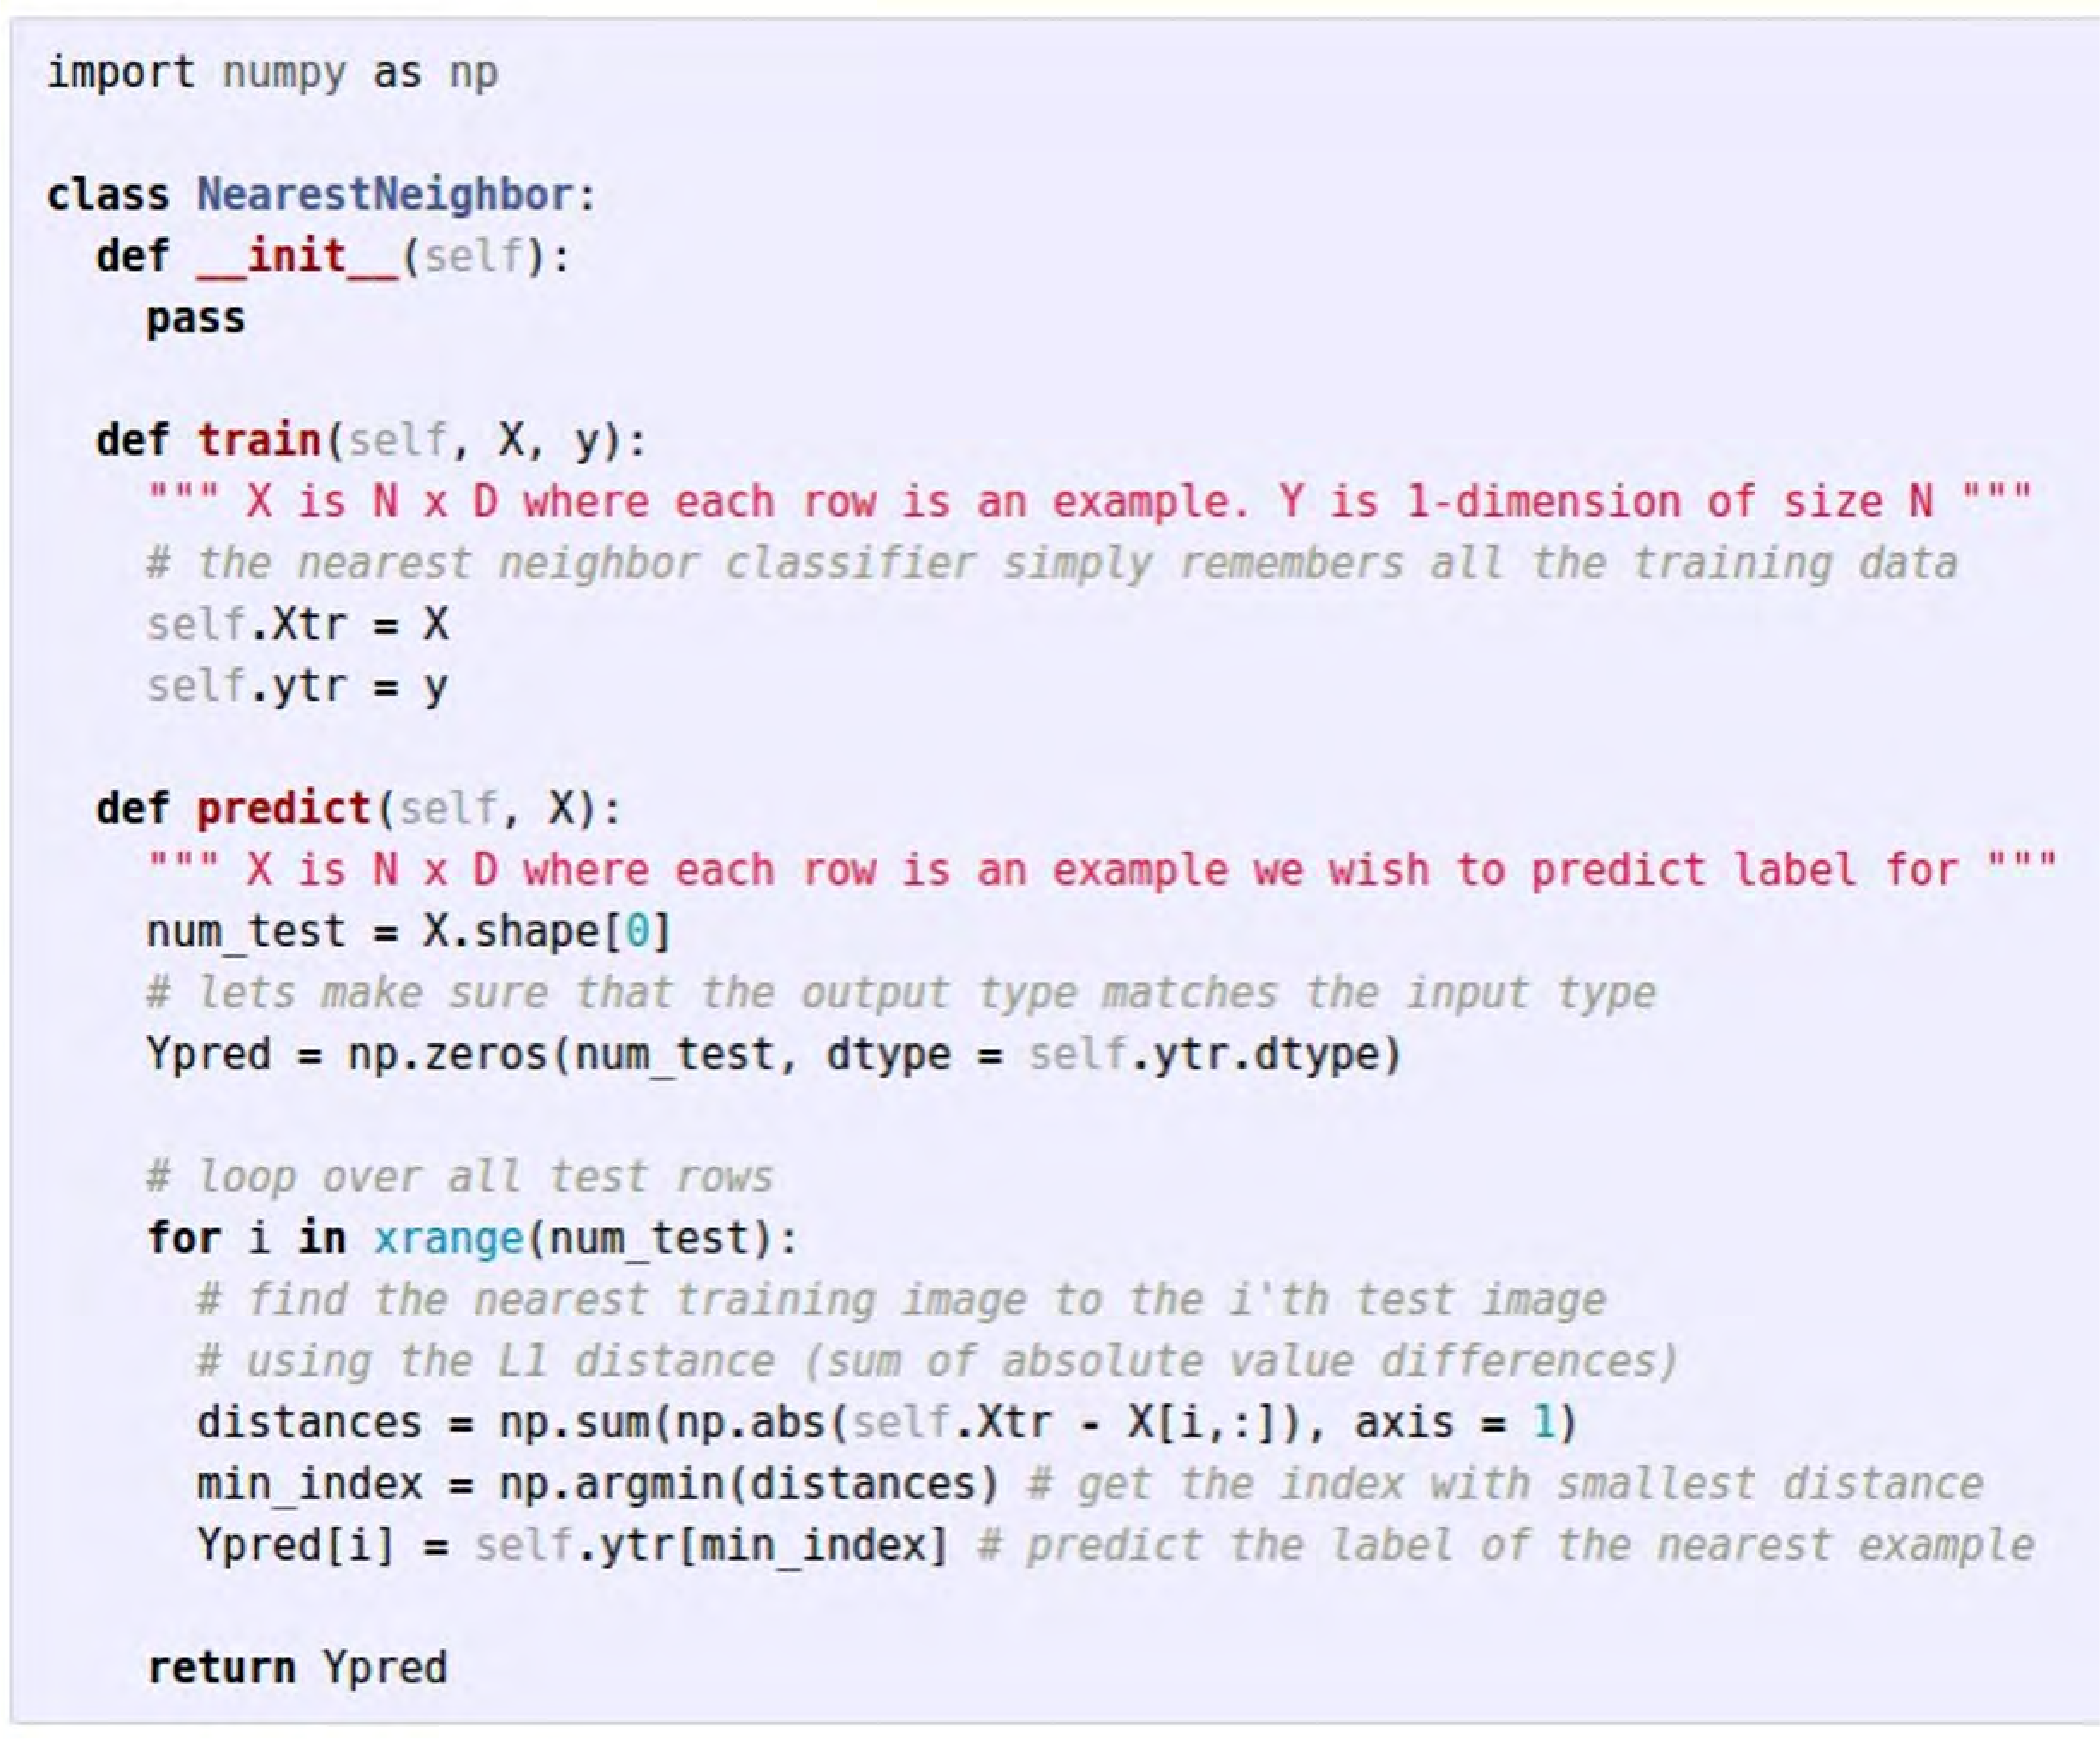 import numpy as np
class NearestNeighbor:
  def __init__(self):
    pass
  def train(self, X, y):
    """ X is N x D where each row is an example. Y is 1-dimension of size N """
    # the nearest neighbor classifier simply remembers all the training data
    self.Xtr = X
    self.ytr = y
  def predict(self, X):
    """ X is N x D where each row is an example we wish to predict label for """
    num_test = X.shape[0]
    # lets make sure that the output type matches the input type
    Ypred = np.zeros(num_test, dtype = self.ytr.dtype)
    # loop over all test rows
    for i in xrange(num_test):
      # find the nearest training image to the i'th test image
      # using the L1 distance (sum of absolute value differences)
      distances = np.sum(np.abs(self.Xtr - X[i,:]), axis = 1)
      min_index = np.argmin(distances) # get the index with smallest distance
      Ypred[i] = self.ytr[min_index] # predict the label of the nearest example
    return Ypred